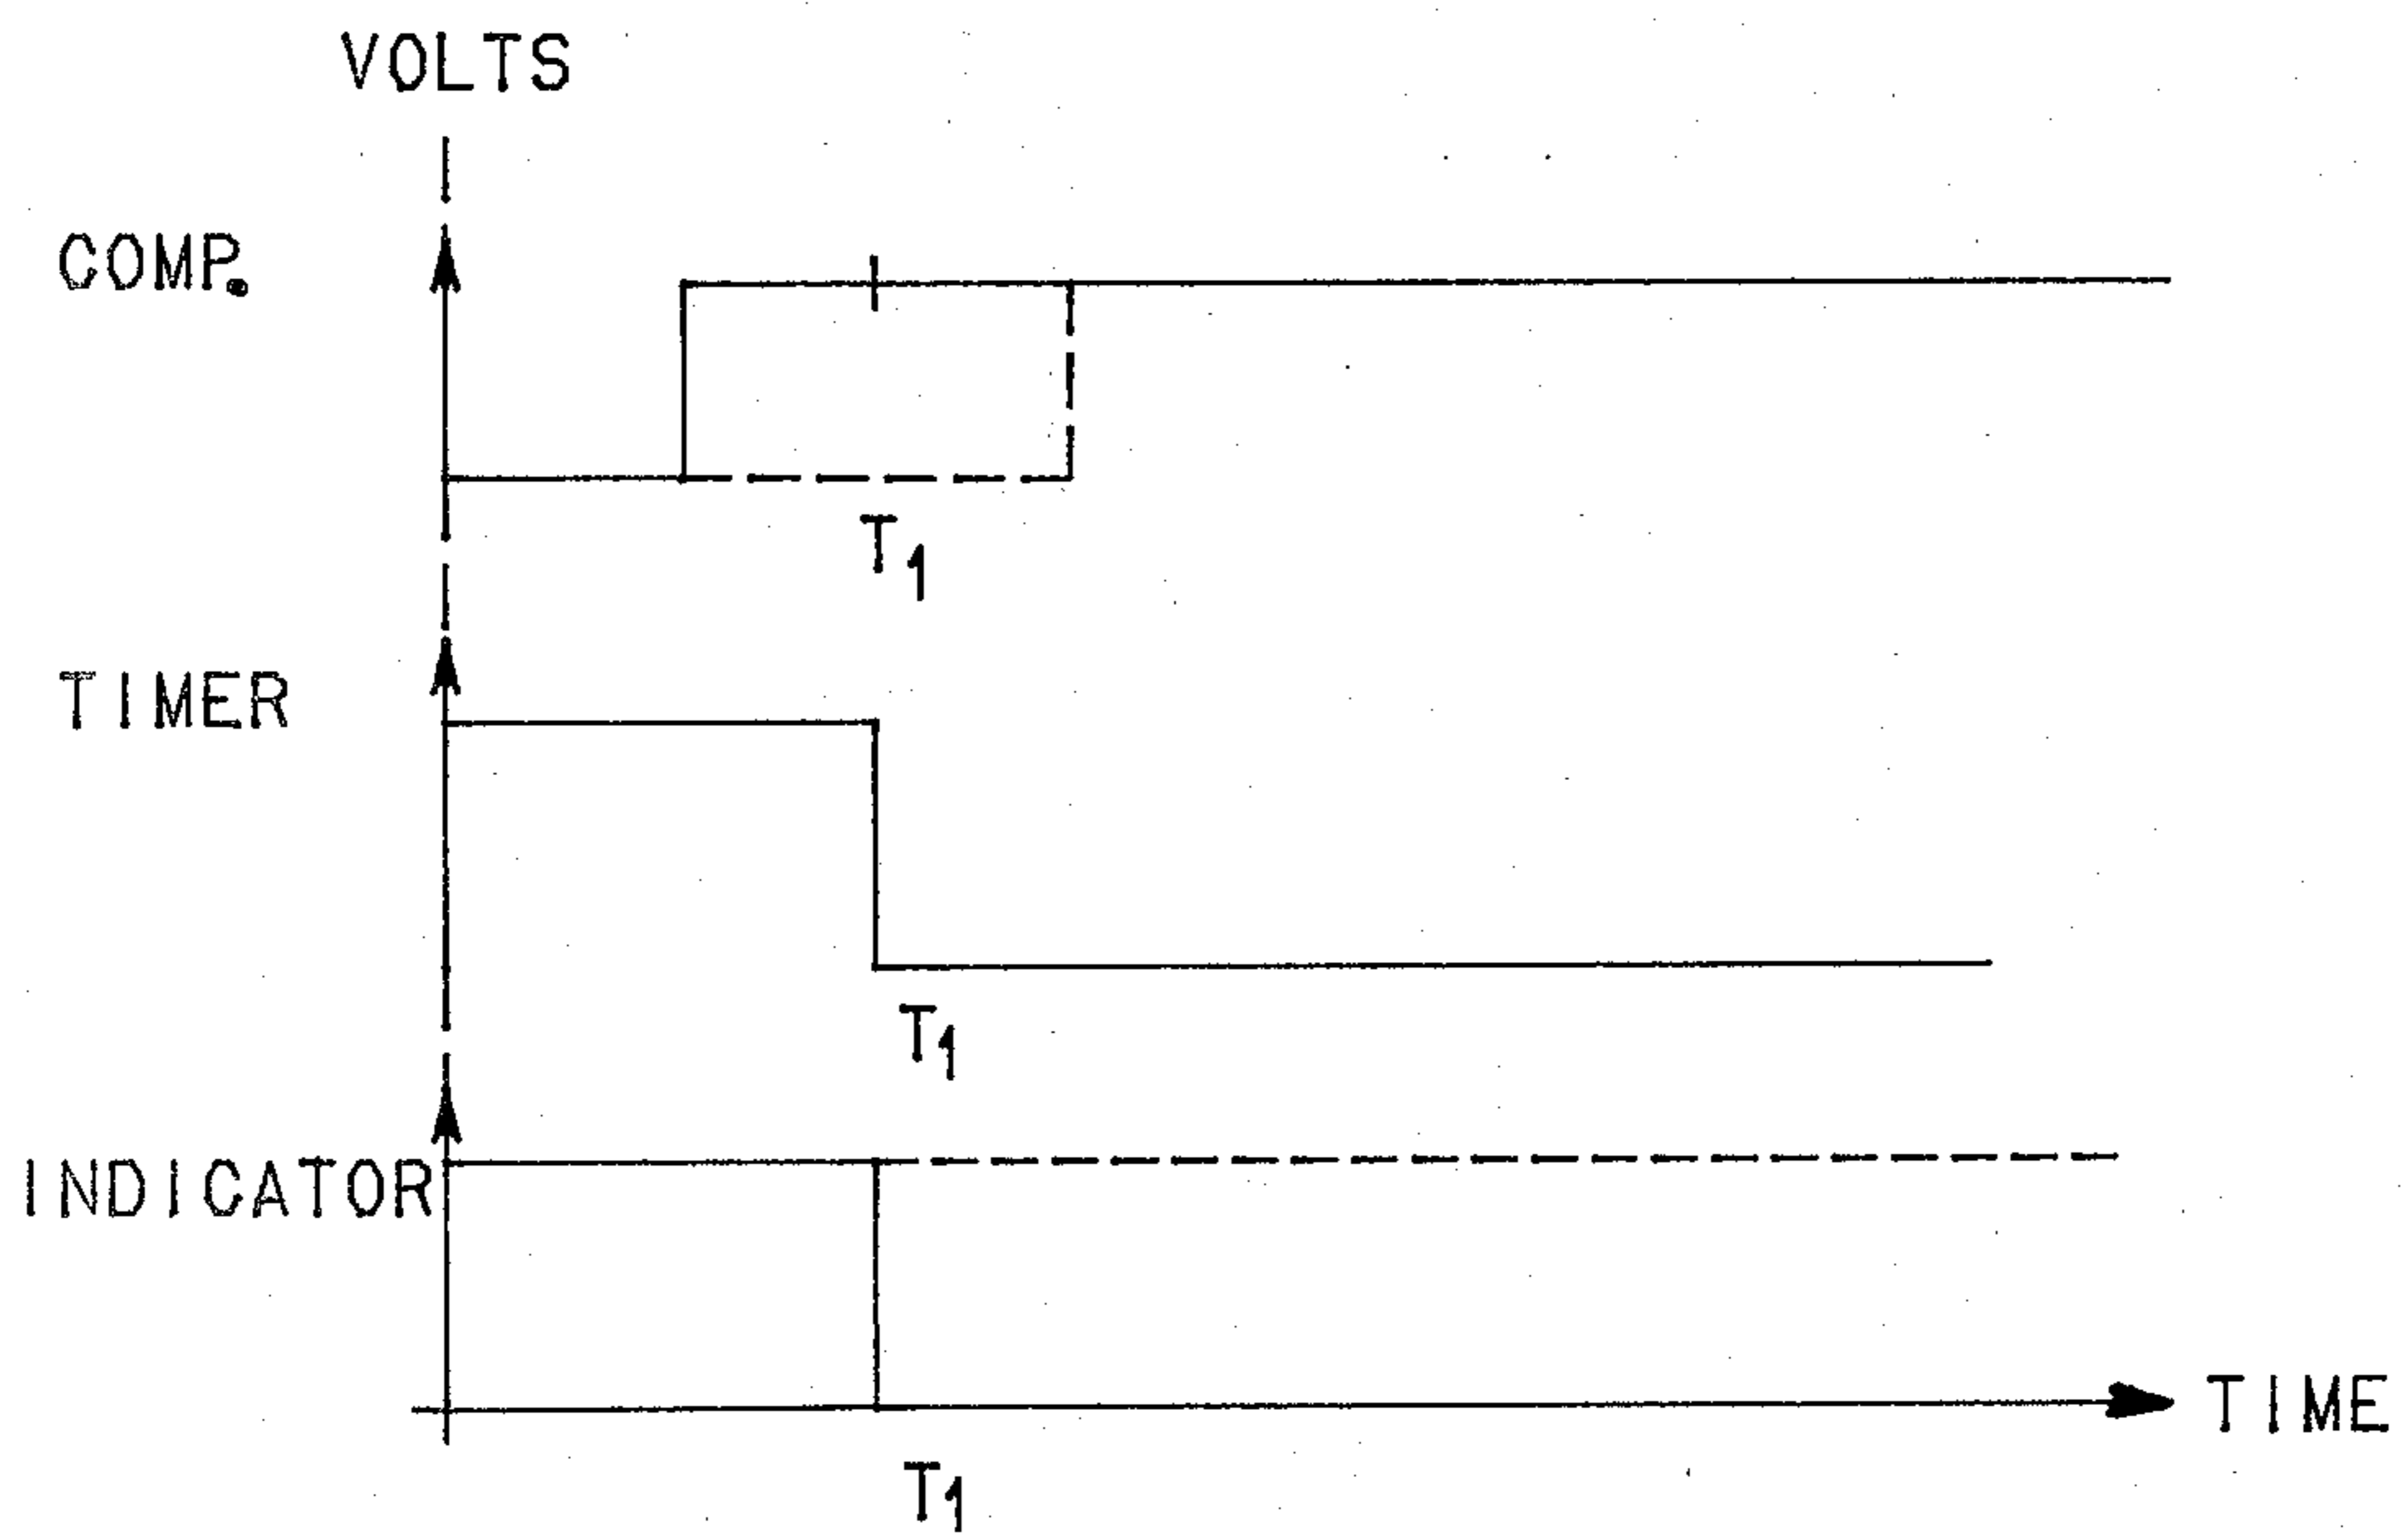 VOLTS
COMP.
T1
TIMER
T1
INDICATOR
TIME
T1